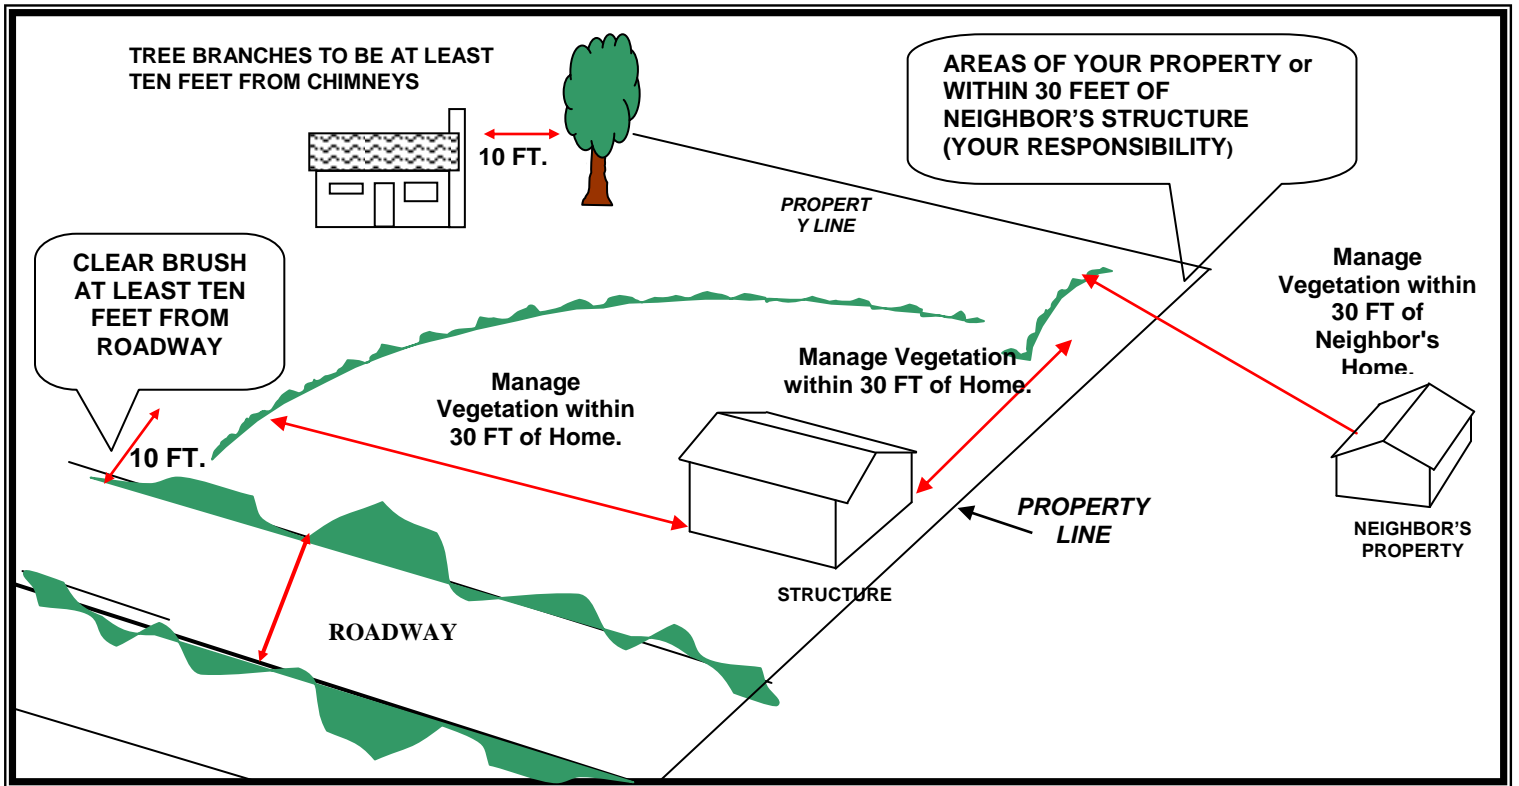 TREE BRANCHES TO BE AT LEAST
TEN FEET FROM CHIMNEYS
10 FT.
AREAS OF YOUR PROPERTY or
WITHIN 30 FEET OF
NEIGHBOR'S STRUCTURE
(YOUR RESPONSIBILITY)
PROPERT
Y LINE
CLEAR BRUSH
AT LEAST TEN
FEET FROM
ROADWAY
10 FT.
Manage
Vegetation within
30 FT of Home.
Manage Vegetation
within 30 FT of Home.
Manage
Vegetation within
30 FT of
Neighbor's
Home.
PROPERTY
LINE
NEIGHBOR'S
PROPERTY
STRUCTURE
ROADWAY